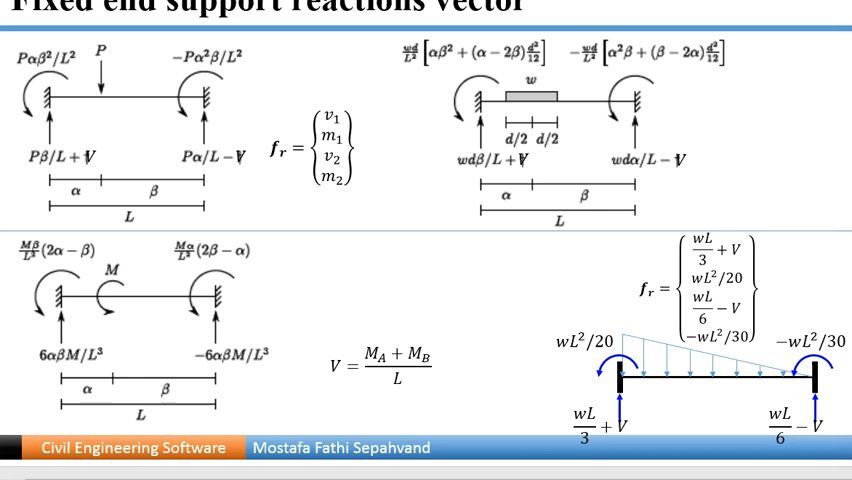 Fixed end support reactions vector
Pαβ²/L²
P
−Pα²β/L²
Pβ/L + V
Pα/L − V
α
β
L
f_r = { v₁ m₁ v₂ m₂ }
wd/L² [αβ² + (α − 2β) d²/12]
−wd/L² [α²β + (β − 2α) d²/12]
w
d/2 d/2
wdβ/L + V
wdα/L − V
α
β
L
Mβ/L² (2α − β)
Mα/L² (2β − α)
M
6αβM/L³
−6αβM/L³
α
β
L
V = (M_A + M_B)/L
f_r = { wL/3 + V
wL²/20
wL/6 − V
−wL²/30 }
wL²/20
−wL²/30
wL/3 + V
wL/6 − V
Civil Engineering Software
Mostafa Fathi Sepahvand